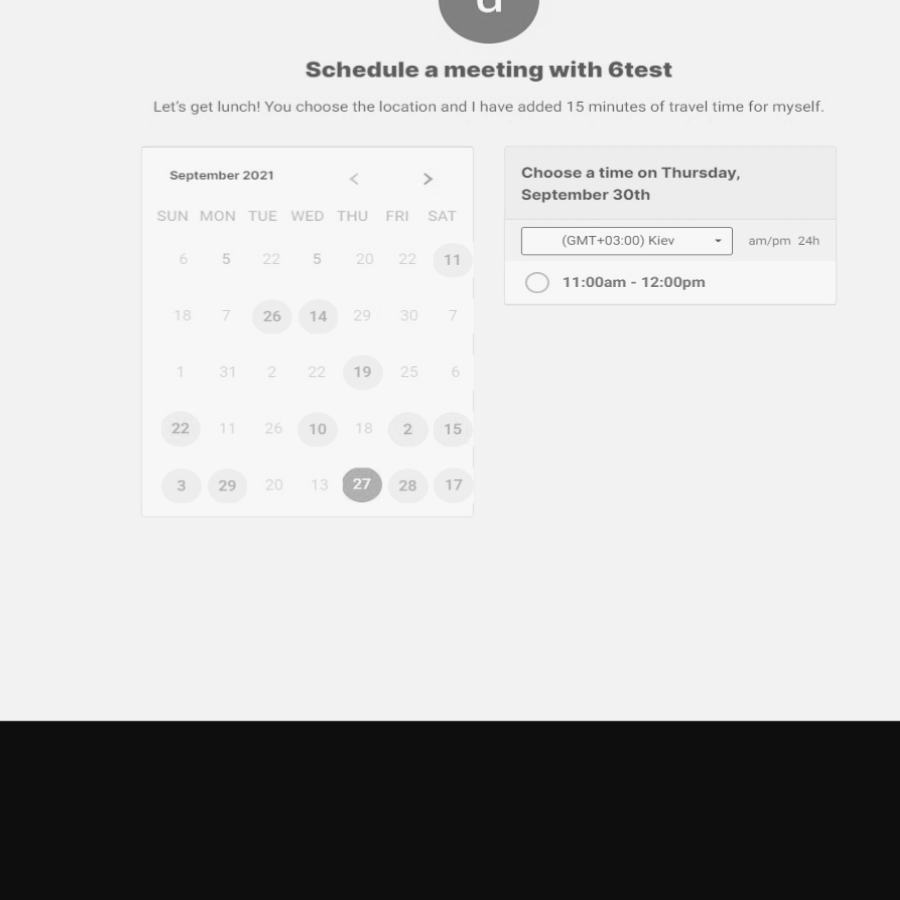 d
Schedule a meeting with 6test
Let's get lunch! You choose the location and I have added 15 minutes of travel time for myself.
September 2021 < >
SUN MON TUE WED THU FRI SAT
6 5 22 5 20 22 11
18 7 26 14 29 30 7
1 31 2 22 19 25 6
22 11 26 10 18 2 15
3 29 20 13 27 28 17
Choose a time on Thursday,
September 30th
(GMT+03:00) Kiev am/pm 24h
11:00am - 12:00pm